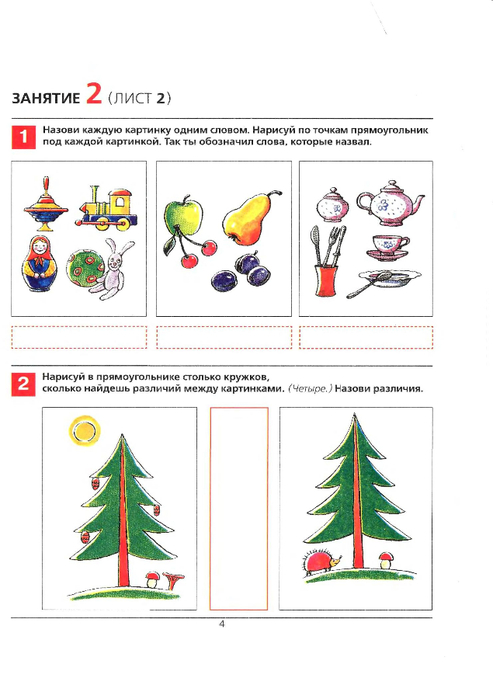 ЗАНЯТИЕ 2 (ЛИСТ 2)
1
Назови каждую картинку одним словом. Нарисуй по точкам прямоугольник
под каждой картинкой. Так ты обозначил слова, которые назвал.
2
Нарисуй в прямоугольнике столько кружков,
сколько найдешь различий между картинками. (Четыре.) Назови различия.
4